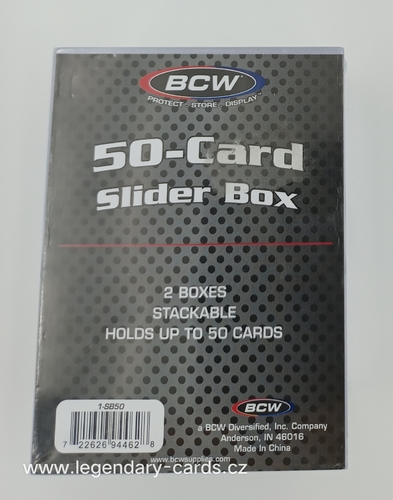 BCW
PROTECT - STORE - DISPLAY™
50-Card
Slider Box
2 BOXES
STACKABLE
HOLDS UP TO 50 CARDS
1-SB50
7 22626 94462 8
BCW
a BCW Diversified, Inc. Company
Anderson, IN 46016
Made In China
www.bcwsupplies.com
www.legendary-cards.cz